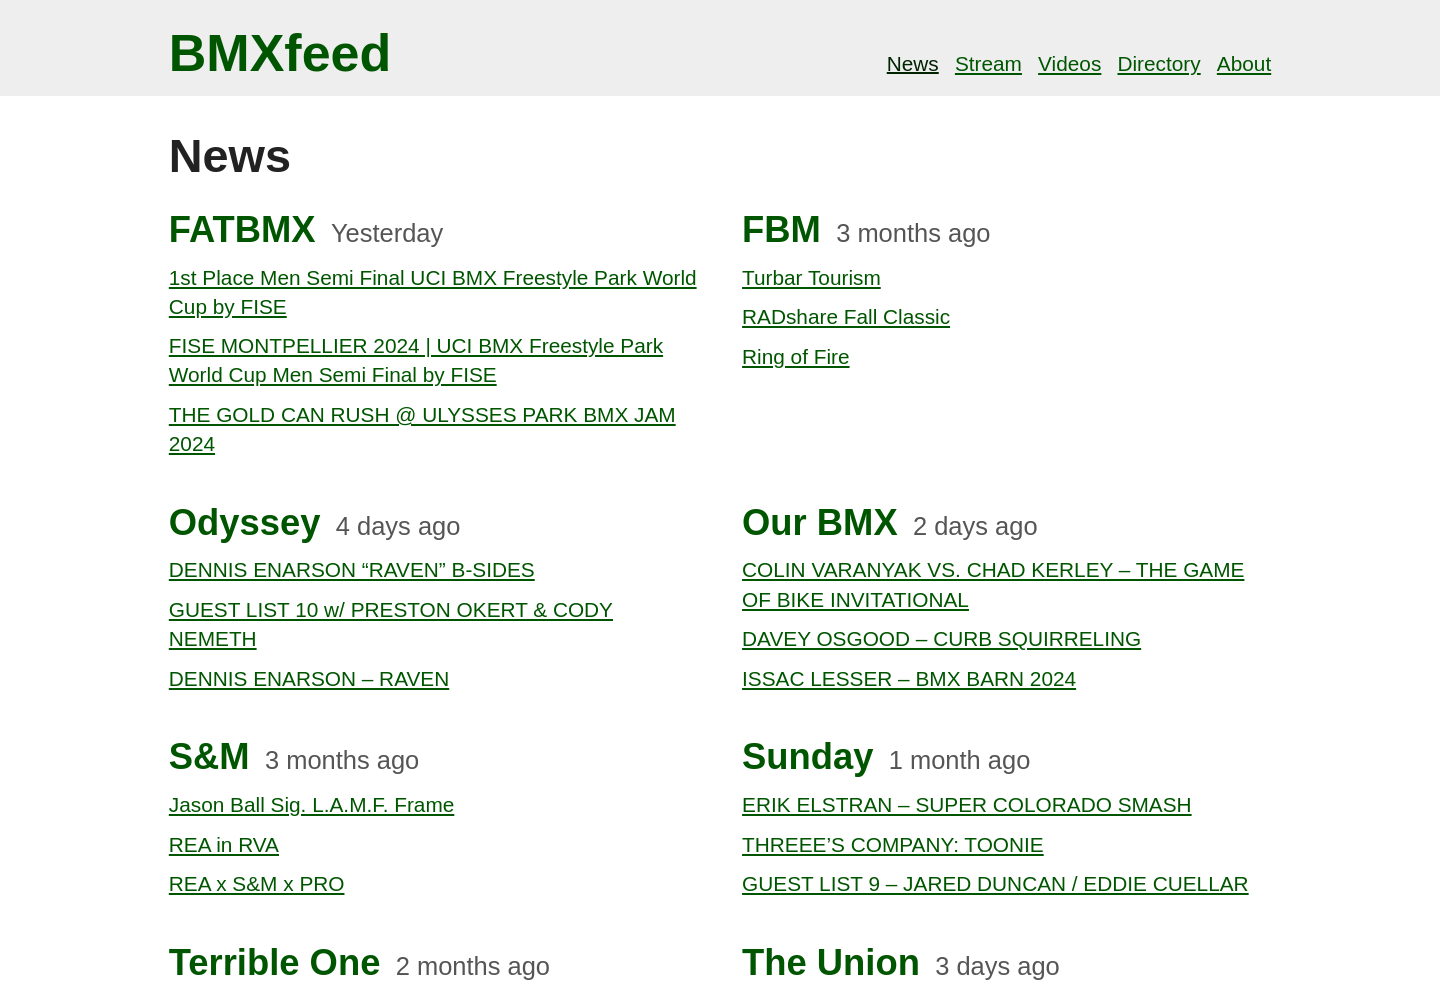 BMXfeed
News Stream Videos Directory About
News
FATBMX Yesterday
1st Place Men Semi Final UCI BMX Freestyle Park World
Cup by FISE
FISE MONTPELLIER 2024 | UCI BMX Freestyle Park
World Cup Men Semi Final by FISE
THE GOLD CAN RUSH @ ULYSSES PARK BMX JAM
2024
FBM 3 months ago
Turbar Tourism
RADshare Fall Classic
Ring of Fire
Odyssey 4 days ago
DENNIS ENARSON “RAVEN” B-SIDES
GUEST LIST 10 w/ PRESTON OKERT & CODY
NEMETH
DENNIS ENARSON – RAVEN
Our BMX 2 days ago
COLIN VARANYAK VS. CHAD KERLEY – THE GAME
OF BIKE INVITATIONAL
DAVEY OSGOOD – CURB SQUIRRELING
ISSAC LESSER – BMX BARN 2024
S&M 3 months ago
Jason Ball Sig. L.A.M.F. Frame
REA in RVA
REA x S&M x PRO
Sunday 1 month ago
ERIK ELSTRAN – SUPER COLORADO SMASH
THREEE’S COMPANY: TOONIE
GUEST LIST 9 – JARED DUNCAN / EDDIE CUELLAR
Terrible One 2 months ago
The Union 3 days ago